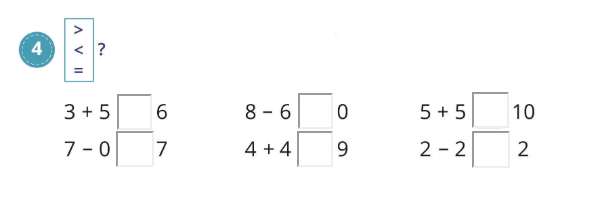 4 > < = ?
3 + 5 6 8 − 6 0 5 + 5 10
7 − 0 7 4 + 4 9 2 − 2 2